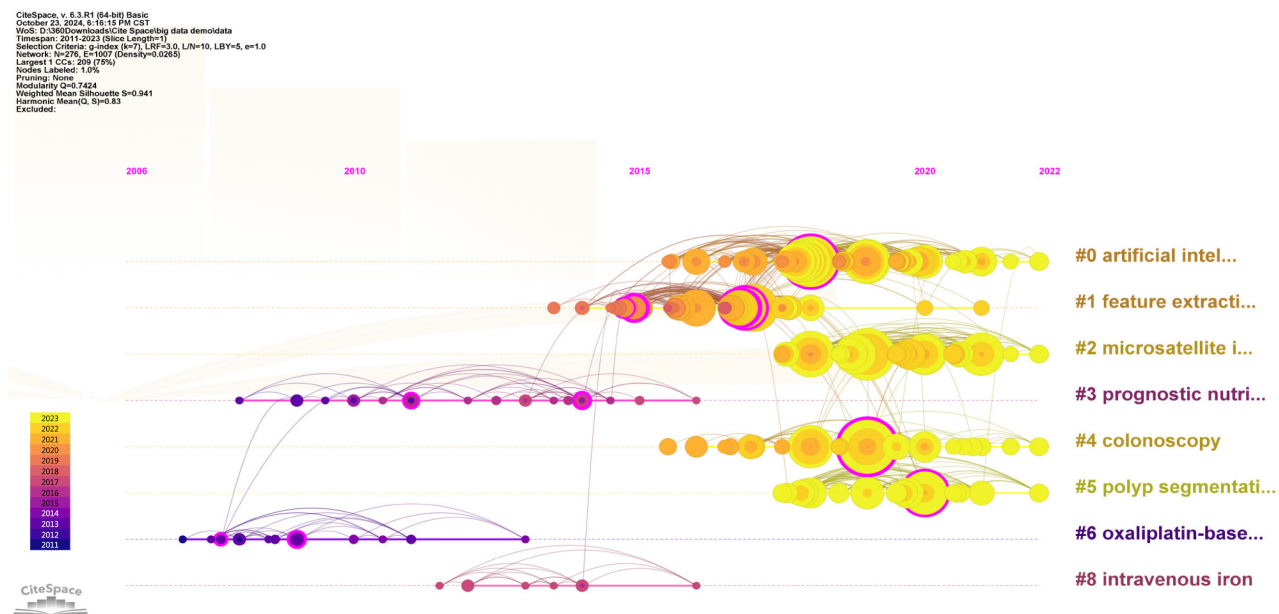 CiteSpace, v. 6.3.R1 (64-bit) Basic
October 23, 2024, 6:16:15 PM CST
WoS: D:\360Downloads\Cite Space\big data demo\data
Timespan: 2011-2023 (Slice Length=1)
Selection Criteria: g-index (k=7), LRF=3.0, L/N=10, LBY=5, e=1.0
Network: N=276, E=1007 (Density=0.0265)
Largest 1 CCs: 209 (75%)
Nodes Labeled: 1.0%
Pruning: None
Modularity Q=0.7424
Weighted Mean Silhouette S=0.941
Harmonic Mean(Q, S)=0.83
Excluded:
2006 2010 2015 2020 2022
#0 artificial intel...
#1 feature extracti...
#2 microsatellite i...
#3 prognostic nutri...
#4 colonoscopy
#5 polyp segmentati...
#6 oxaliplatin-base...
#8 intravenous iron
2023
2022
2021
2020
2019
2018
2017
2016
2015
2014
2013
2012
2011
CiteSpace